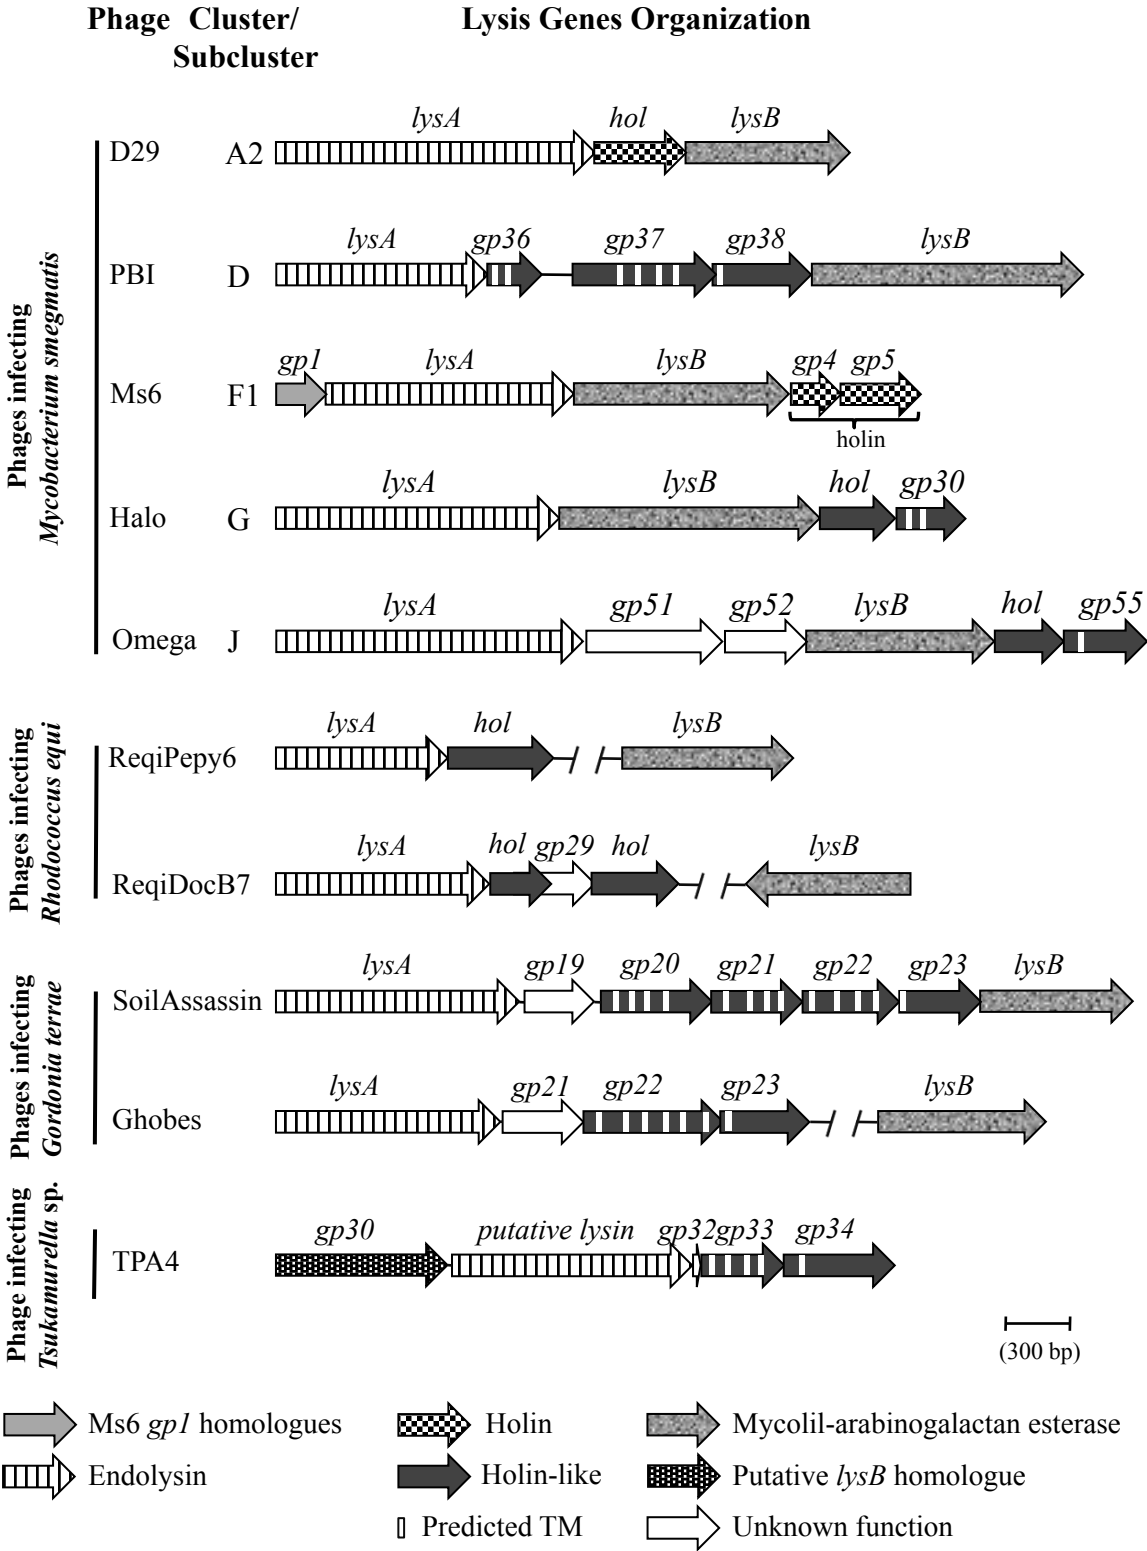 Phage Cluster/ Lysis Genes Organization
Subcluster
Phages infecting
Mycobacterium smegmatis
lysA hol lysB
D29 A2
lysA gp36 gp37 gp38 lysB
PBI D
gp1 lysA lysB gp4 gp5
Ms6 F1
holin
lysA lysB hol gp30
Halo G
lysA gp51 gp52 lysB hol gp55
Omega J
Phages infecting
Rhodococcus equi
lysA hol lysB
ReqiPepy6
lysA hol gp29 hol lysB
ReqiDocB7
Phages infecting
Gordonia terrae
lysA gp19 gp20 gp21 gp22 gp23 lysB
SoilAssassin
lysA gp21 gp22 gp23 lysB
Ghobes
Phage infecting
Tsukamurella sp.
gp30 putative lysin gp32 gp33 gp34
TPA4
(300 bp)
Ms6 gp1 homologues Holin Mycolil-arabinogalactan esterase
Endolysin Holin-like Putative lysB homologue
Predicted TM Unknown function